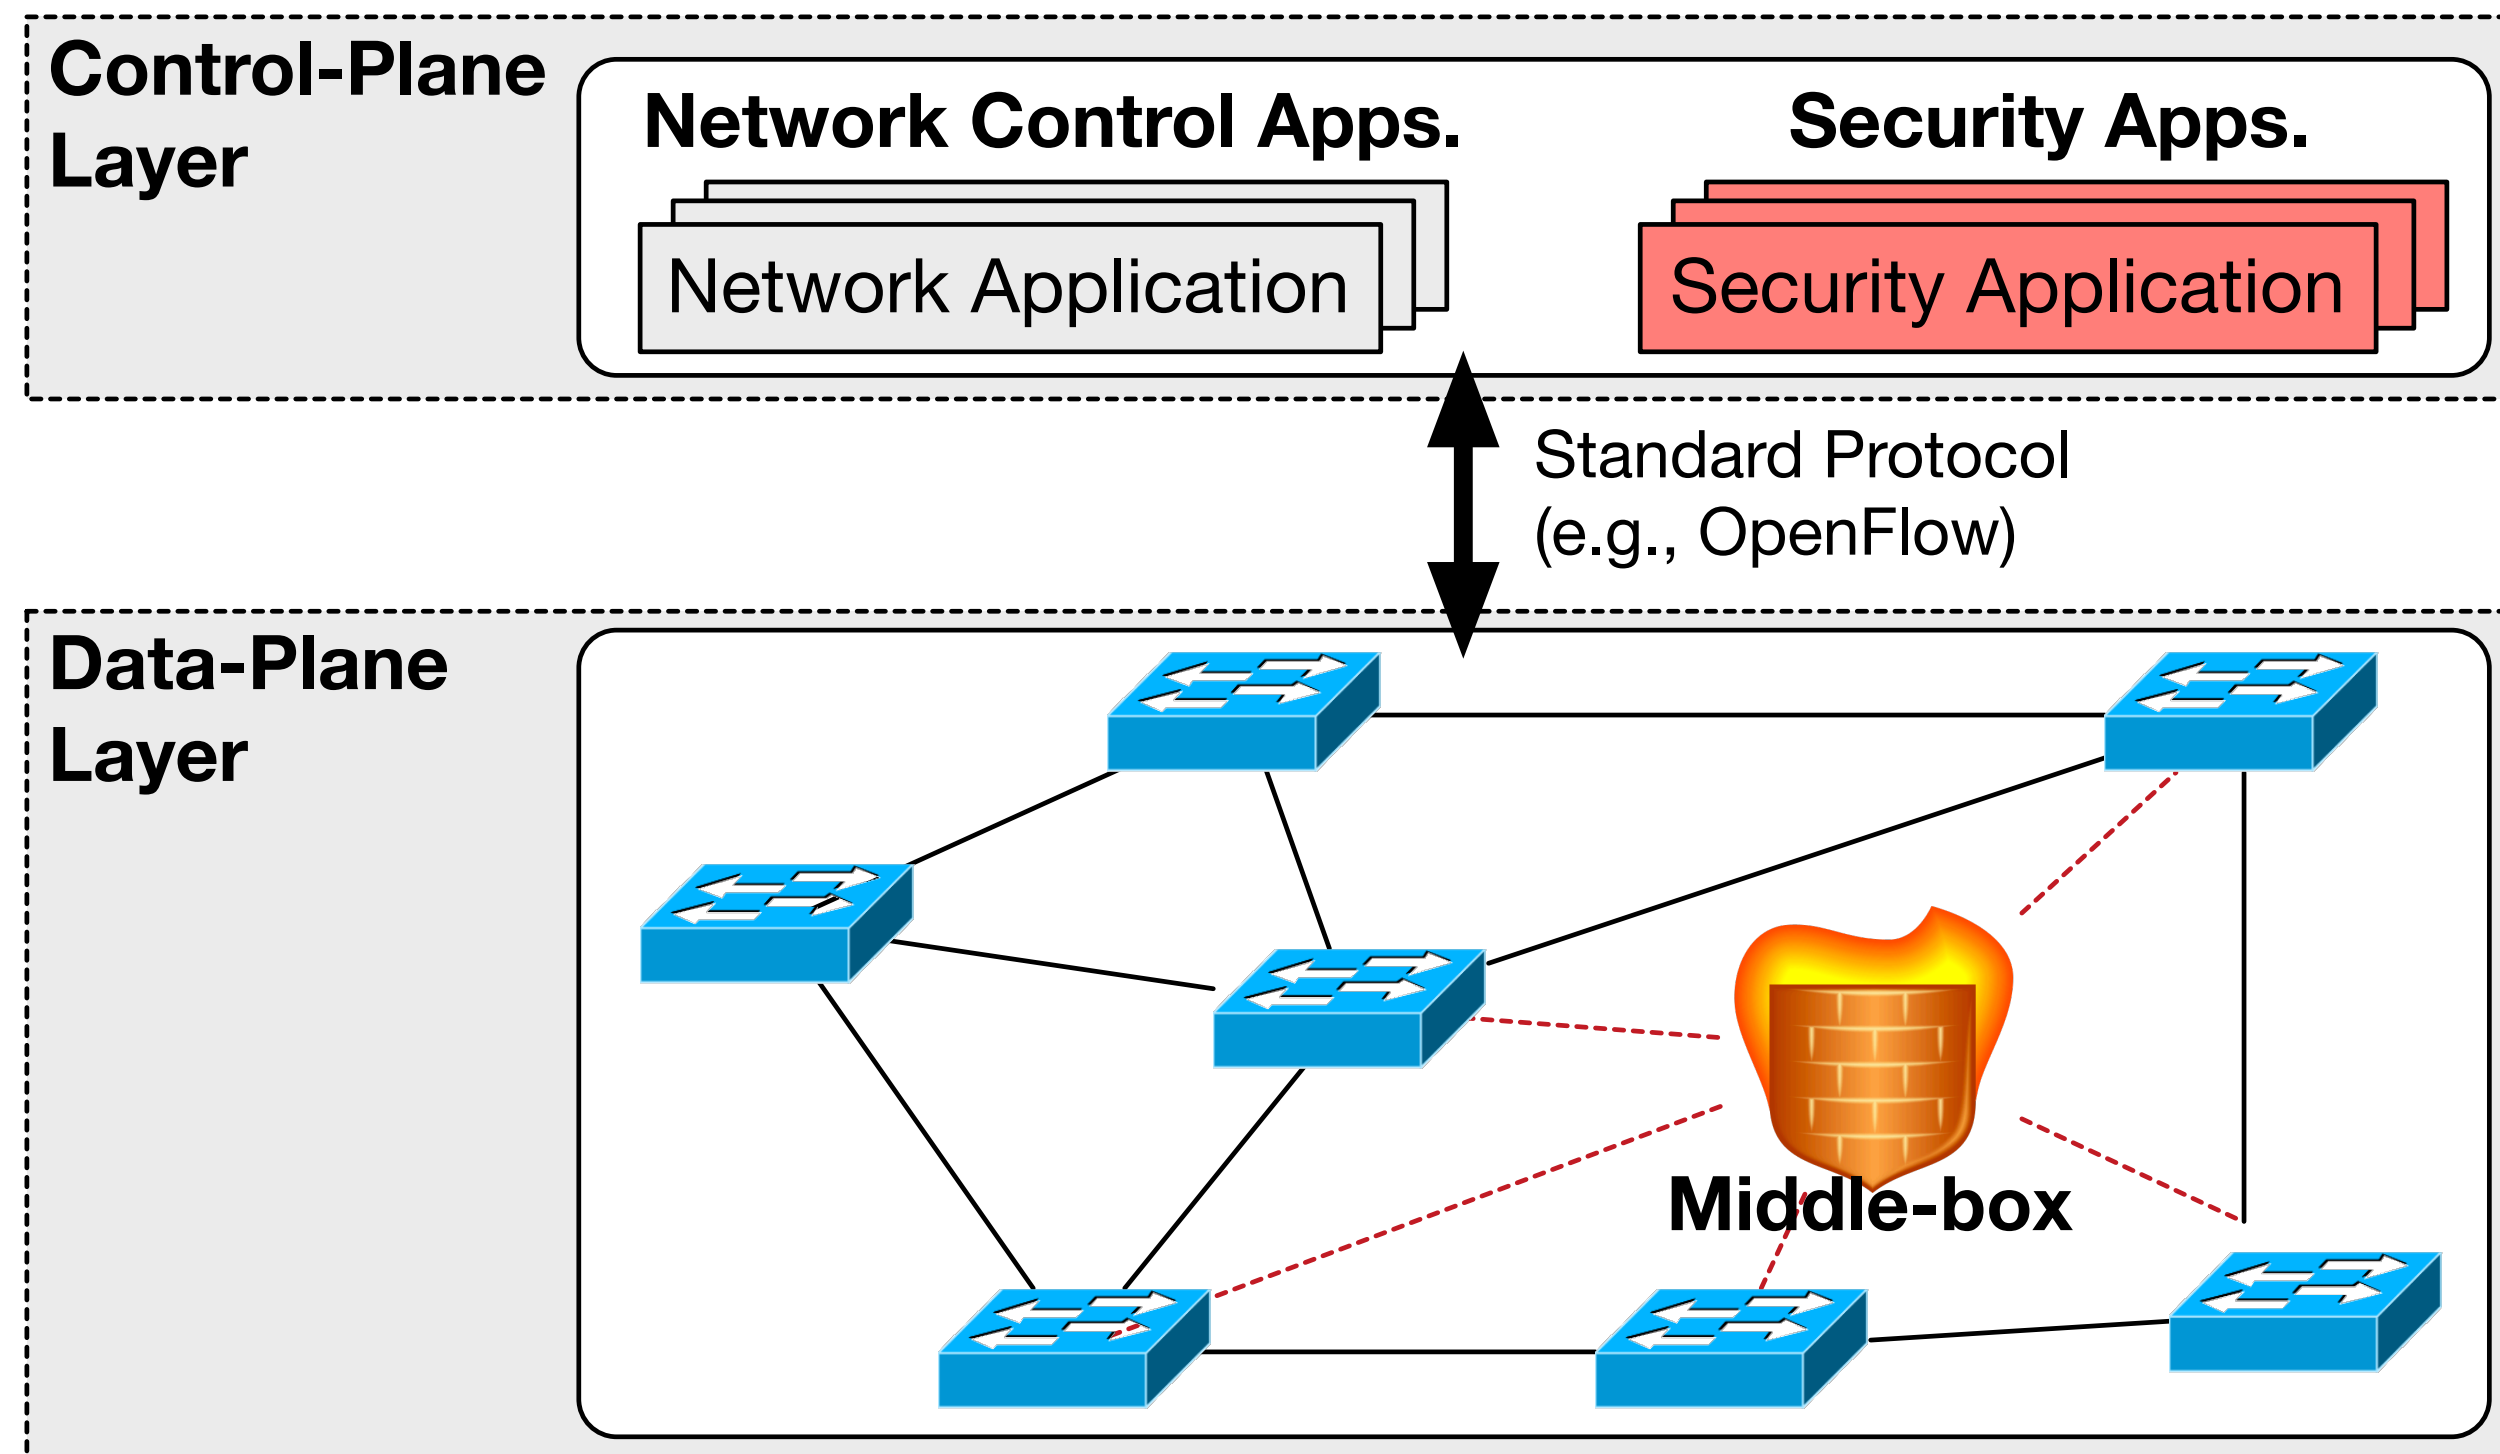 Control-Plane
Layer
Network Control Apps.
Security Apps.
Network Application
Security Application
Standard Protocol
(e.g., OpenFlow)
Data-Plane
Layer
Middle-box